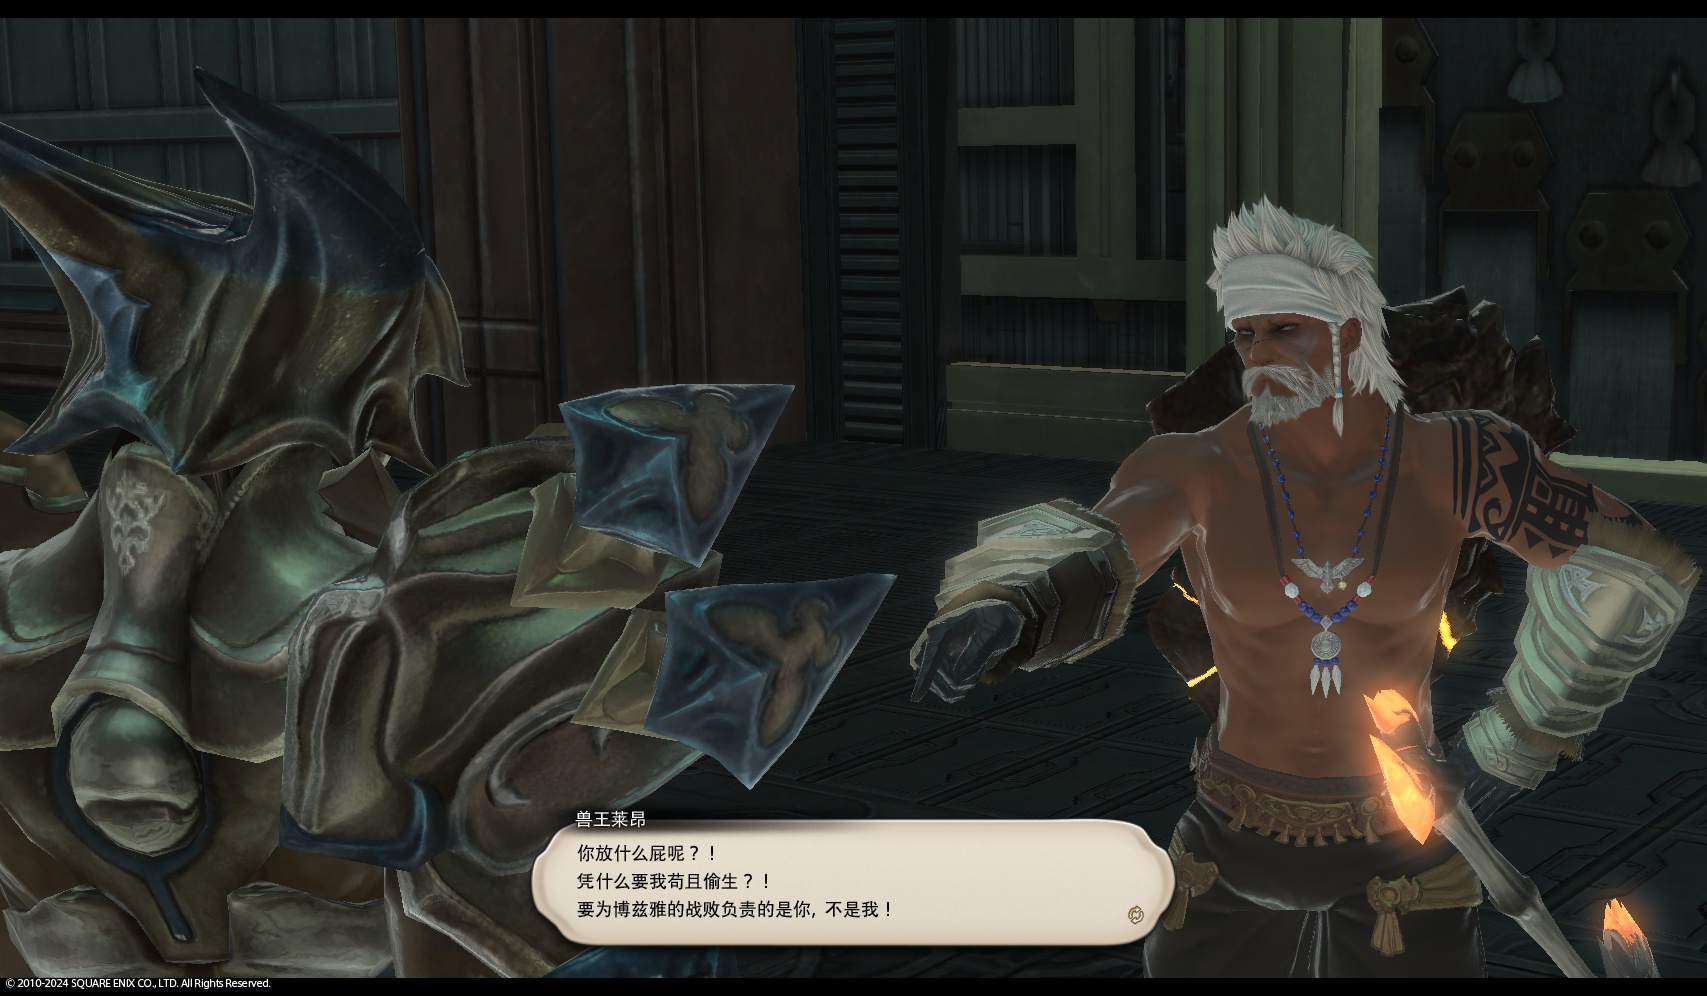 兽王莱昂
你放什么屁呢？！
凭什么要我苟且偷生？！
要为博兹雅的战败负责的是你, 不是我！
© 2010-2024 SQUARE ENIX CO., LTD. All Rights Reserved.